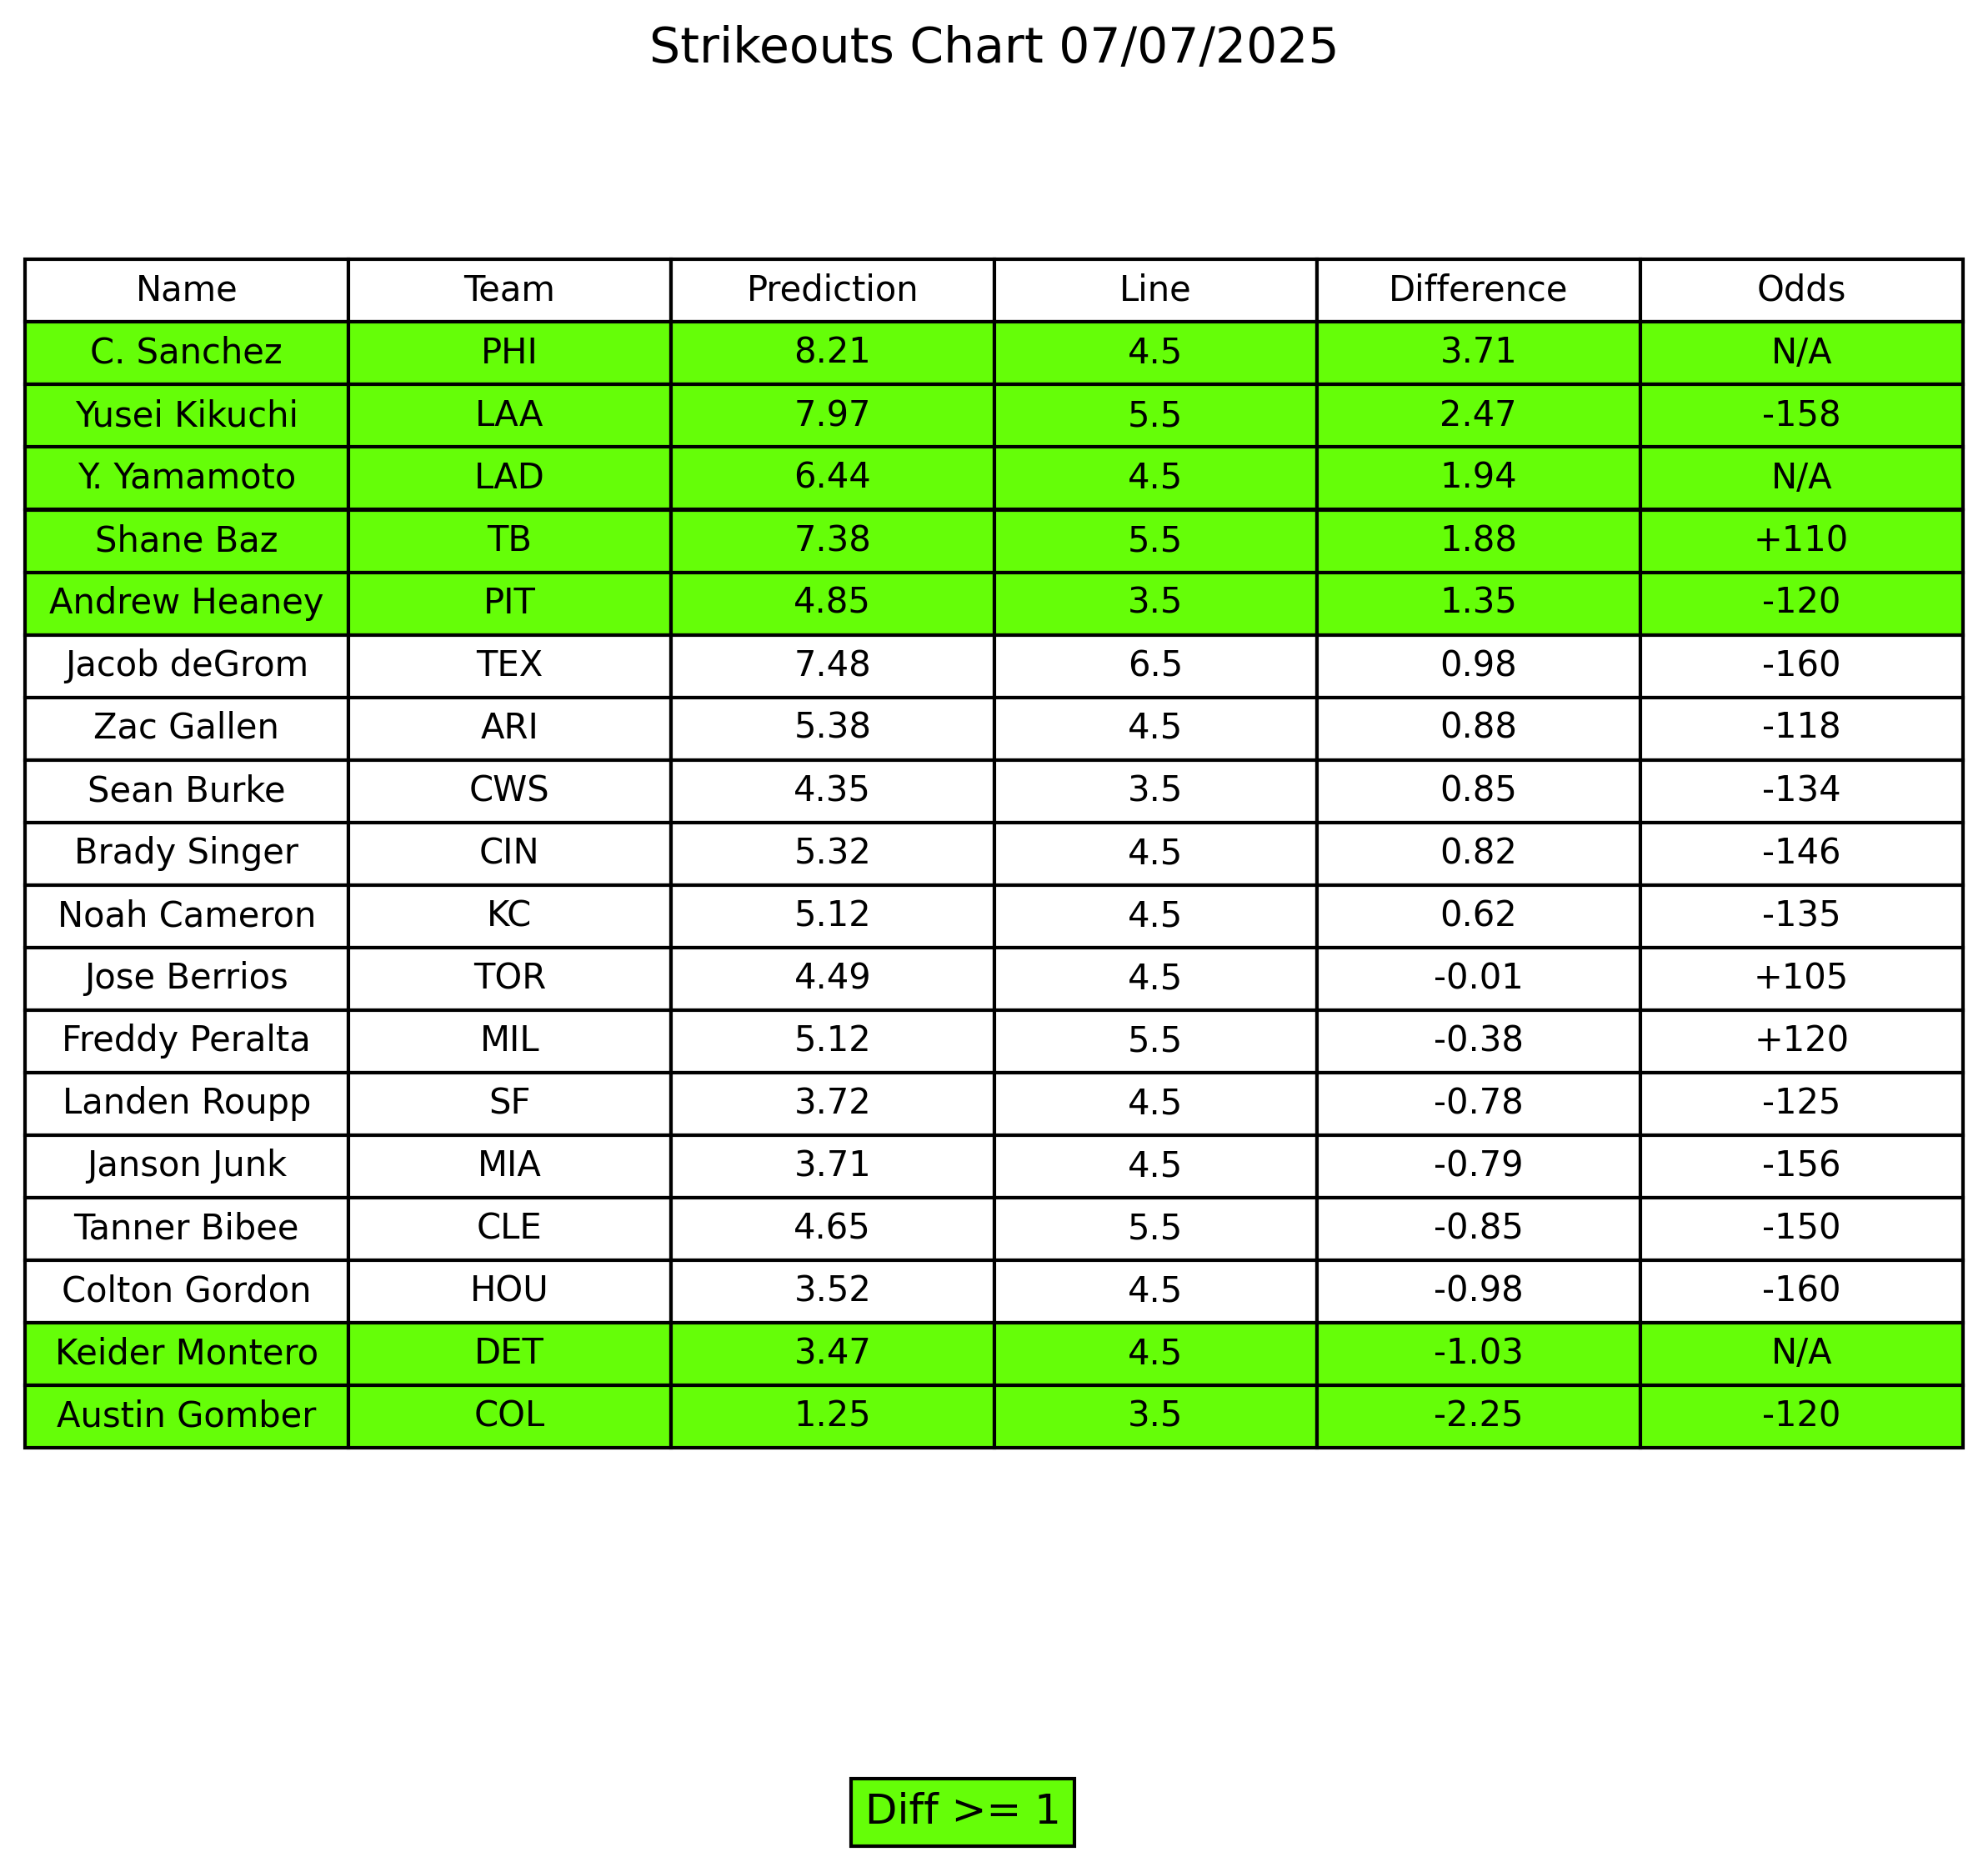 Strikeouts Chart 07/07/2025
Name Team Prediction Line Difference Odds
C. Sanchez PHI 8.21 4.5 3.71 N/A
Yusei Kikuchi LAA 7.97 5.5 2.47 -158
Y. Yamamoto LAD 6.44 4.5 1.94 N/A
Shane Baz TB 7.38 5.5 1.88 +110
Andrew Heaney PIT 4.85 3.5 1.35 -120
Jacob deGrom TEX 7.48 6.5 0.98 -160
Zac Gallen ARI 5.38 4.5 0.88 -118
Sean Burke CWS 4.35 3.5 0.85 -134
Brady Singer CIN 5.32 4.5 0.82 -146
Noah Cameron KC 5.12 4.5 0.62 -135
Jose Berrios TOR 4.49 4.5 -0.01 +105
Freddy Peralta MIL 5.12 5.5 -0.38 +120
Landen Roupp SF 3.72 4.5 -0.78 -125
Janson Junk MIA 3.71 4.5 -0.79 -156
Tanner Bibee CLE 4.65 5.5 -0.85 -150
Colton Gordon HOU 3.52 4.5 -0.98 -160
Keider Montero DET 3.47 4.5 -1.03 N/A
Austin Gomber COL 1.25 3.5 -2.25 -120
Diff >= 1